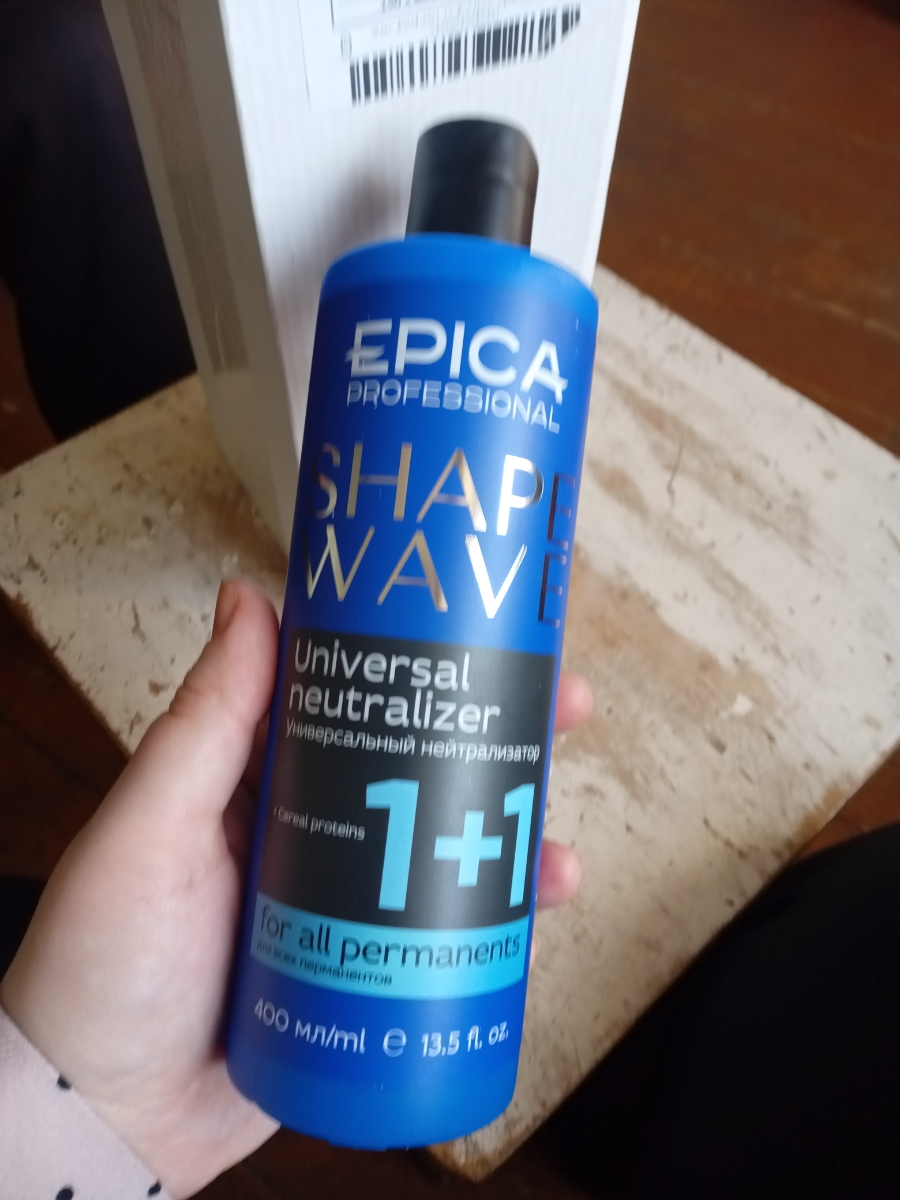 EPICA
PROFESSIONAL
SHAPE
WAVE
Universal
neutralizer
универсальный нейтрализатор
• Cereal proteins
1+1
for all permanents
для всех перманентов
400 мл/ml e 13,5 fl. oz.